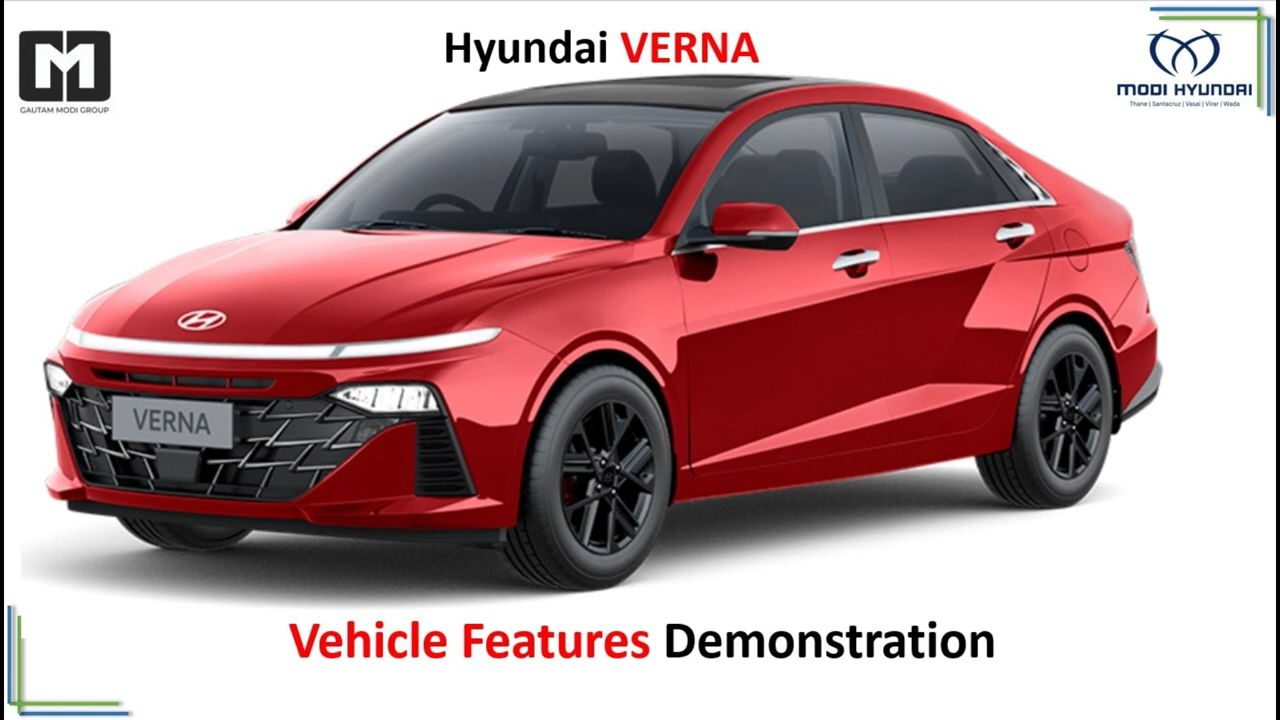 Hyundai VERNA
GAUTAM MODI GROUP
MODI HYUNDAI
Thane | Santacruz | Vasai | Virar | Wada
VERNA
Vehicle Features Demonstration